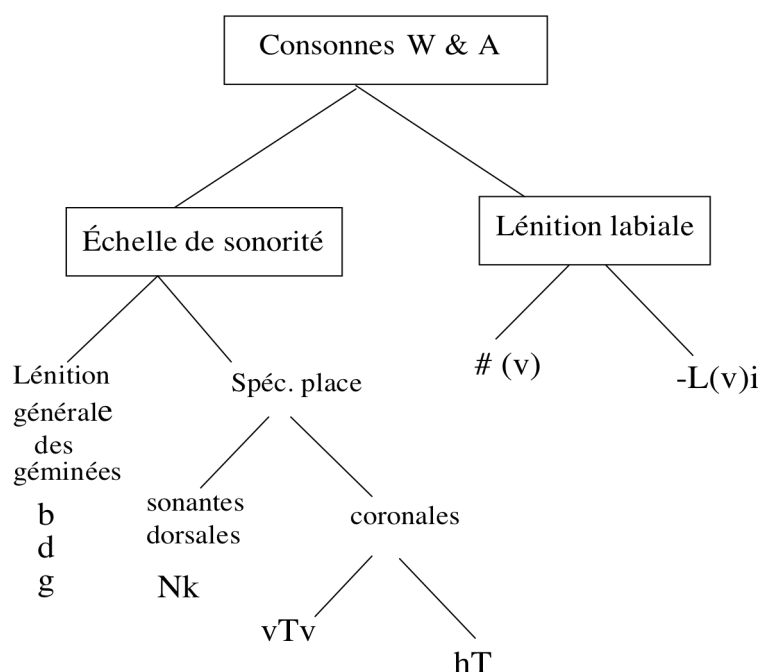 Consonnes W & A
Échelle de sonorité
Lénition labiale
Lénition
générale
des
géminées
b
d
g
Spéc. place
sonantes
dorsales
Nk
coronales
vTv
hT
# (v)
-L(v)i